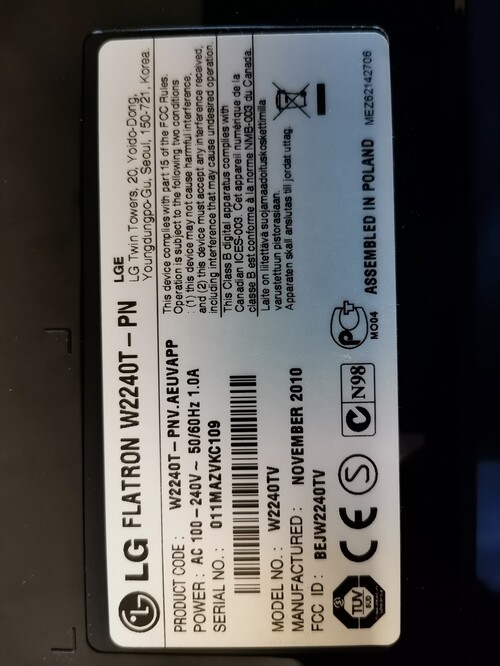 LG FLATRON W2240T-PN
LGE
LG Twin Towers, 20, Yoido-Dong,
Youngdungpo-Gu, Seoul, 150-721, Korea.
PRODUCT CODE : W2240T-PNV.AEUVAPP
POWER : AC 100-240V~ 50/60Hz 1.0A
SERIAL NO. : 011MAZVKC109
MODEL NO. : W2240TV
MANUFACTURED : NOVEMBER 2010
FCC ID : BEJW2240TV
This device complies with part 15 of the FCC Rules.
Operation is subject to the following two conditions
: (1) this device may not cause harmful interference,
and (2) this device must accept any interference received,
including interference that may cause undesired operation.
This Class B digital apparatus complies with
Canadian ICES-003. Cet appareil numérique de la
classe B est conforme à la norme NMB-003 du Canada.
Laite on liitettävä suojamaadoituskoskettimilla
varustettuun pistorasiaan.
Apparaten skall anslutas till jordat uttag.
TÜV
SÜD
CE
S
C N98
PCT
MO04
ASSEMBLED IN POLAND
MEZ62142706